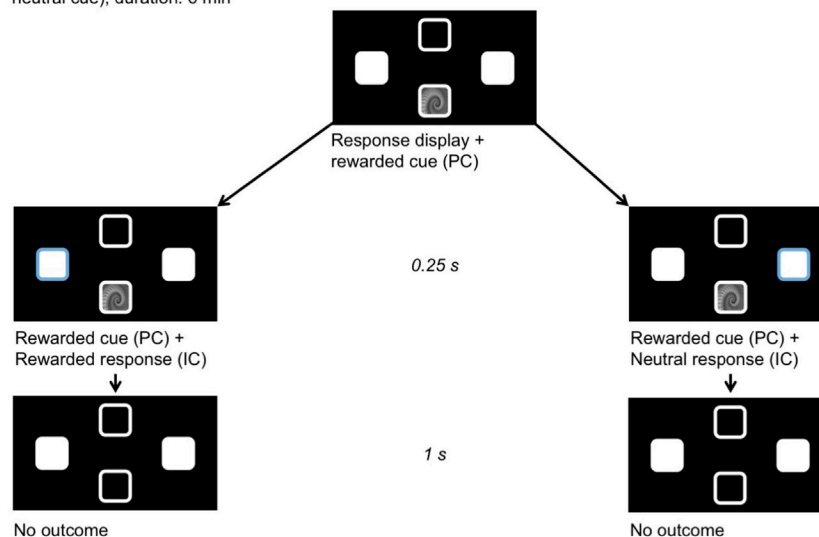 neutral cue), duration: min
Response display +
rewarded cue (PC)
0.25 s
Rewarded cue (PC) +
Rewarded response (IC)
Rewarded cue (PC) +
Neutral response (IC)
1 s
No outcome
No outcome